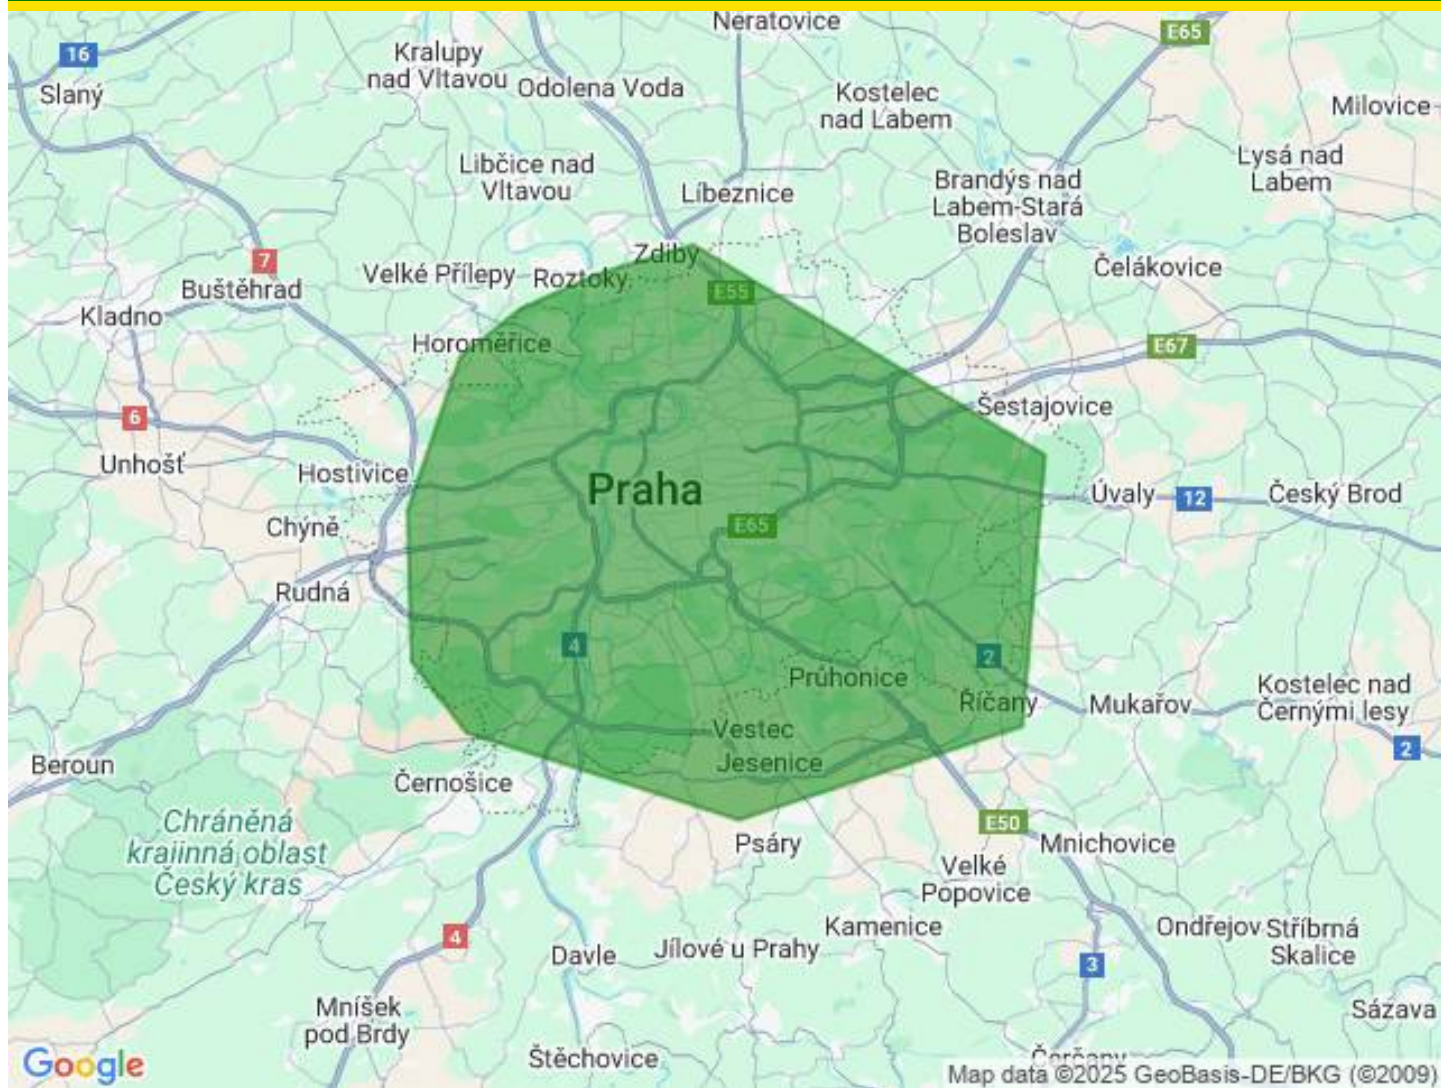 Neratovice
E65
16
Kralupy
nad Vltavou
Odolena Voda
Slaný
Kostelec
nad Labem
Milovice
Libčice nad
Vltavou
Líbeznice
Brandýs nad
Labem-Stará
Boleslav
Lysá nad
Labem
7
Zdiby
Velké Přílepy
Roztoky
Čelákovice
Buštěhrad
E55
Kladno
Horoměřice
E67
6
Šestajovice
Unhošť
Hostivice
Praha
Úvaly
12
Český Brod
Chýně
E65
Rudná
4
2
Průhonice
Říčany
Mukařov
Kostelec nad
Černými lesy
Vestec
2
Beroun
Jesenice
Černošice
Chráněná
krajinná oblast
Český kras
E50
Psáry
Mnichovice
Velké
Popovice
Kamenice
Ondřejov
Stříbrná
Skalice
4
Davle
Jílové u Prahy
3
Mníšek
pod Brdy
Sázava
Štěchovice
Čerčany
Google
Map data ©2025 GeoBasis-DE/BKG (©2009)